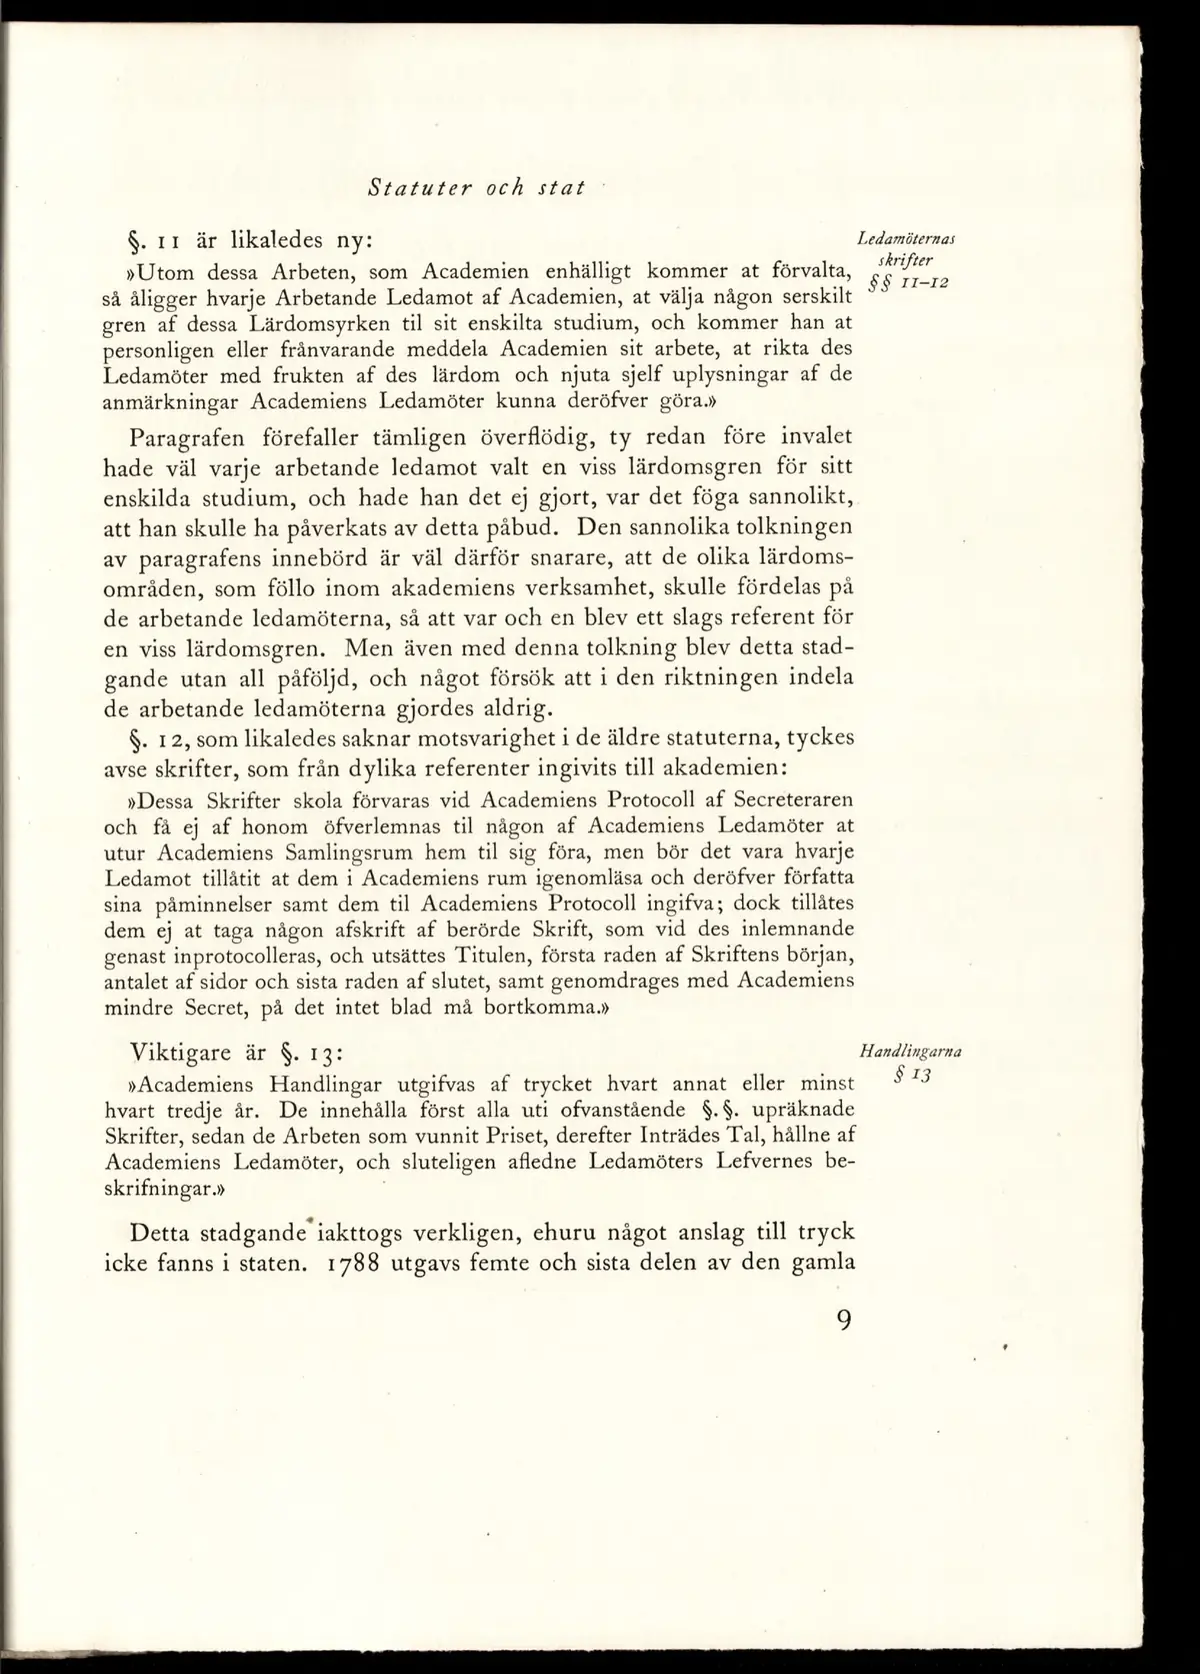 Statuter och stat
§. 11 är likaledes ny:
Ledamöternas
skrifter
§§ 11–12
»Utom dessa Arbeten, som Academien enhälligt kommer at förvalta,
så åligger hvarje Arbetande Ledamot af Academien, at välja någon serskilt
gren af dessa Lärdomsyrken til sit enskilta studium, och kommer han at
personligen eller frånvarande meddela Academien sit arbete, at rikta des
Ledamöter med frukten af des lärdom och njuta sjelf uplysningar af de
anmärkningar Academiens Ledamöter kunna deröfver göra.»
Paragrafen förefaller tämligen överflödig, ty redan före invalet
hade väl varje arbetande ledamot valt en viss lärdomsgren för sitt
enskilda studium, och hade han det ej gjort, var det föga sannolikt,
att han skulle ha påverkats av detta påbud. Den sannolika tolkningen
av paragrafens innebörd är väl därför snarare, att de olika lärdoms-
områden, som föllo inom akademiens verksamhet, skulle fördelas på
de arbetande ledamöterna, så att var och en blev ett slags referent för
en viss lärdomsgren. Men även med denna tolkning blev detta stad-
gande utan all påföljd, och något försök att i den riktningen indela
de arbetande ledamöterna gjordes aldrig.
§. 12, som likaledes saknar motsvarighet i de äldre statuterna, tyckes
avse skrifter, som från dylika referenter ingivits till akademien:
»Dessa Skrifter skola förvaras vid Academiens Protocoll af Secreteraren
och få ej af honom öfverlemnas til någon af Academiens Ledamöter at
utur Academiens Samlingsrum hem til sig föra, men bör det vara hvarje
Ledamot tillåtit at dem i Academiens rum igenomläsa och deröfver författa
sina påminnelser samt dem til Academiens Protocoll ingifva; dock tillåtes
dem ej at taga någon afskrift af berörde Skrift, som vid des inlemnande
genast inprotocolleras, och utsättes Titulen, första raden af Skriftens början,
antalet af sidor och sista raden af slutet, samt genomdrages med Academiens
mindre Secret, på det intet blad må bortkomma.»
Viktigare är §. 13:
Handlingarna
§ 13
»Academiens Handlingar utgifvas af trycket hvart annat eller minst
hvart tredje år. De innehålla först alla uti ofvanstående §.§. upräknade
Skrifter, sedan de Arbeten som vunnit Priset, derefter Inträdes Tal, hållne af
Academiens Ledamöter, och sluteligen afledne Ledamöters Lefvernes be-
skrifningar.»
Detta stadgande iakttogs verkligen, ehuru något anslag till tryck
icke fanns i staten. 1788 utgavs femte och sista delen av den gamla
9